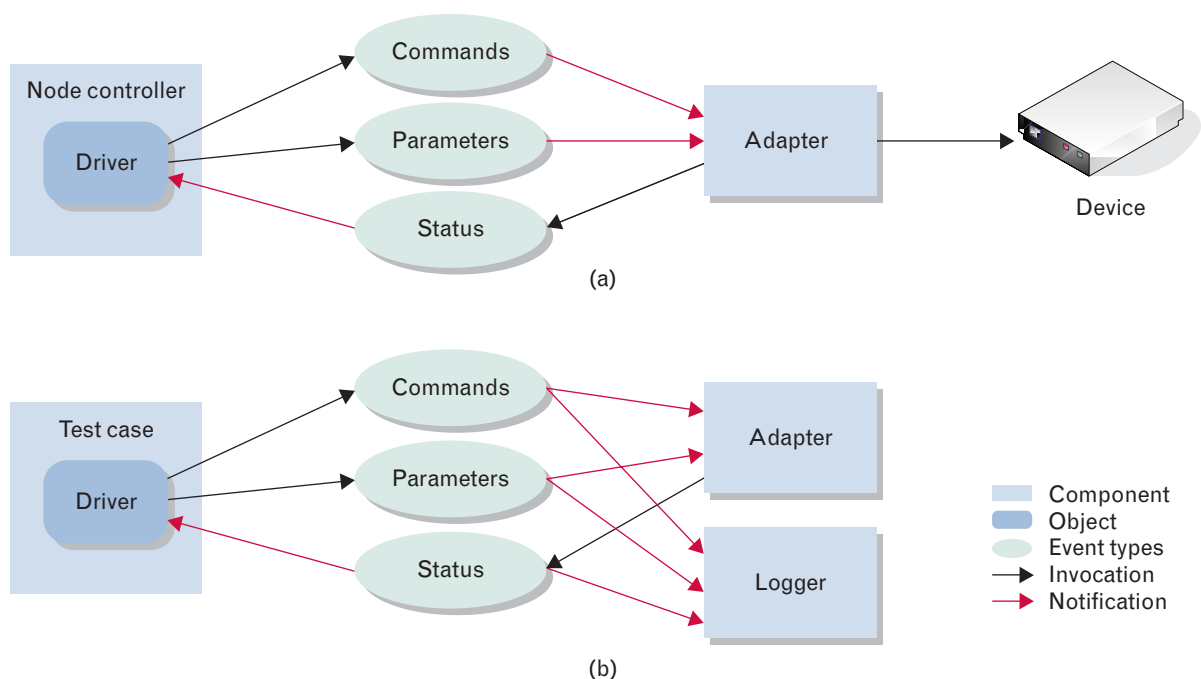 Commands
Node controller
Driver
Parameters
Adapter
Status
Device
(a)
Commands
Test case
Adapter
Parameters
Driver
Status
Logger
Component
Object
Event types
Invocation
Notification
(b)